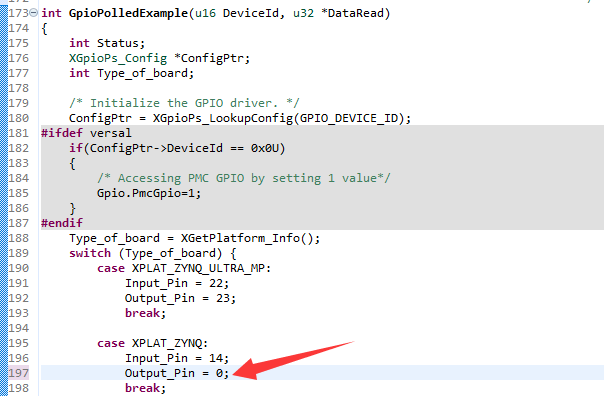 173 int GpioPolledExample(u16 DeviceId, u32 *DataRead)
174 {
175     int Status;
176     XGpioPs_Config *ConfigPtr;
177     int Type_of_board;
178
179     /* Initialize the GPIO driver. */
180     ConfigPtr = XGpioPs_LookupConfig(GPIO_DEVICE_ID);
181 #ifdef versal
182     if(ConfigPtr->DeviceId == 0x0U)
183     {
184         /* Accessing PMC GPIO by setting 1 value*/
185         Gpio.PmcGpio=1;
186     }
187 #endif
188     Type_of_board = XGetPlatform_Info();
189     switch (Type_of_board) {
190         case XPLAT_ZYNQ_ULTRA_MP:
191             Input_Pin = 22;
192             Output_Pin = 23;
193             break;
194
195         case XPLAT_ZYNQ:
196             Input_Pin = 14;
197             Output_Pin = 0;
198             break;